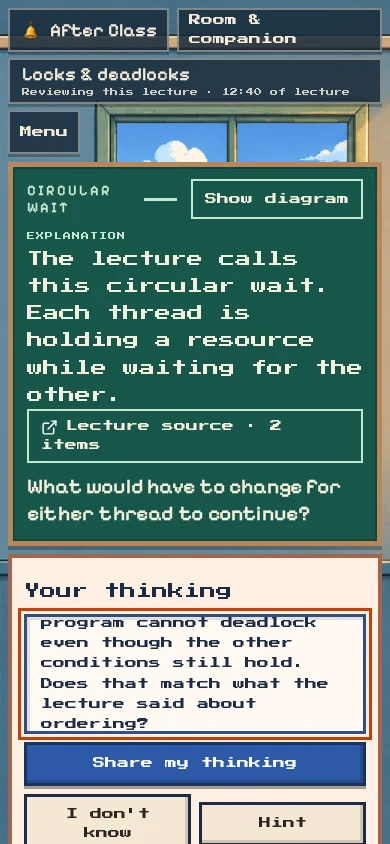 After Class
Room &
companion
Locks & deadlocks
Reviewing this lecture · 12:40 of lecture
Menu
CIRCULAR
WAIT
Show diagram
EXPLANATION
The lecture calls
this circular wait.
Each thread is
holding a resource
while waiting for the
other.
Lecture source · 2
items
What would have to change for
either thread to continue?
Your thinking
program cannot deadlock
even though the other
conditions still hold.
Does that match what the
lecture said about
ordering?
Share my thinking
I don't
know
Hint